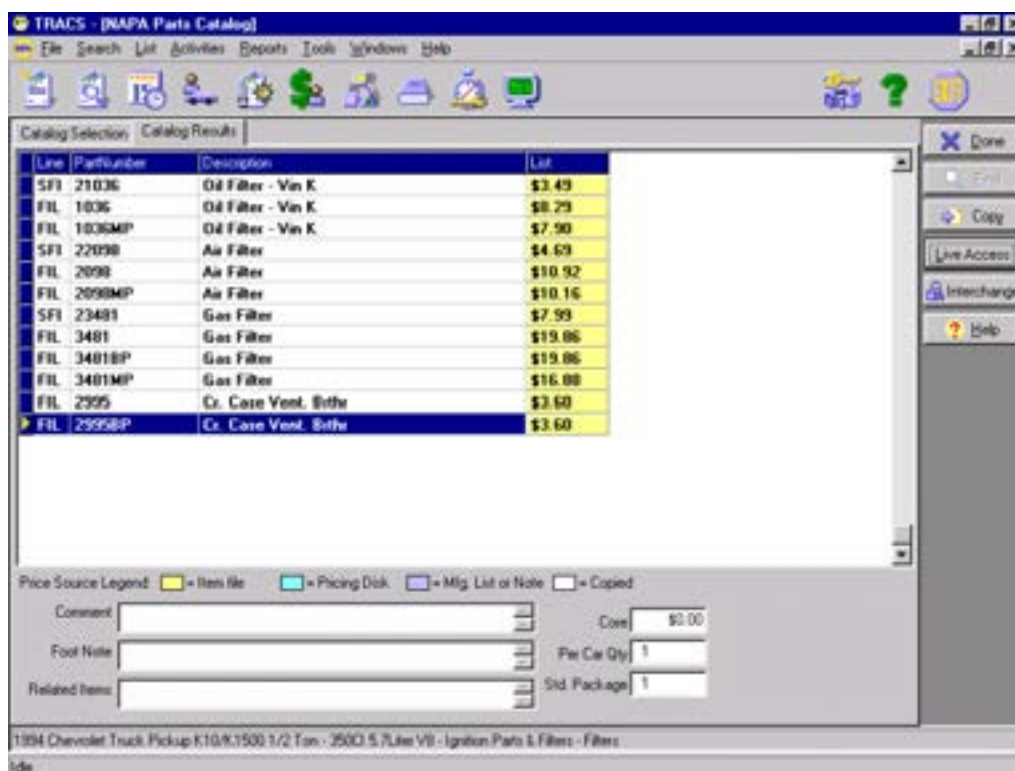 TRACS - [NAPA Parts Catalog]
File Search List Activities Reports Tools Windows Help
Catalog Selection Catalog Results
Line PartNumber Description List
SFI 21036 Oil Filter - Vin K $3.49
FIL 1036 Oil Filter - Vin K $8.29
FIL 1036MP Oil Filter - Vin K $7.90
SFI 22098 Air Filter $4.69
FIL 2098 Air Filter $10.92
FIL 2098MP Air Filter $10.16
SFI 23481 Gas Filter $7.99
FIL 3481 Gas Filter $19.86
FIL 3481BP Gas Filter $19.86
FIL 3481MP Gas Filter $16.88
FIL 2995 Cr. Case Vent. Brthr $3.60
FIL 2995BP Cr. Case Vent. Brthr $3.60
Done
Find
Copy
Live Access
Interchange
Help
Price Source Legend: = Item file = Pricing Disk = Mfg. List or Note = Copied
Comment
Foot Note
Related Items
Core $0.00
Per Car Qty 1
Std. Package 1
1994 Chevrolet Truck Pickup K10/K1500 1/2 Ton - 350CI 5.7Liter V8 - Ignition Parts & Filters - Filters
Idle